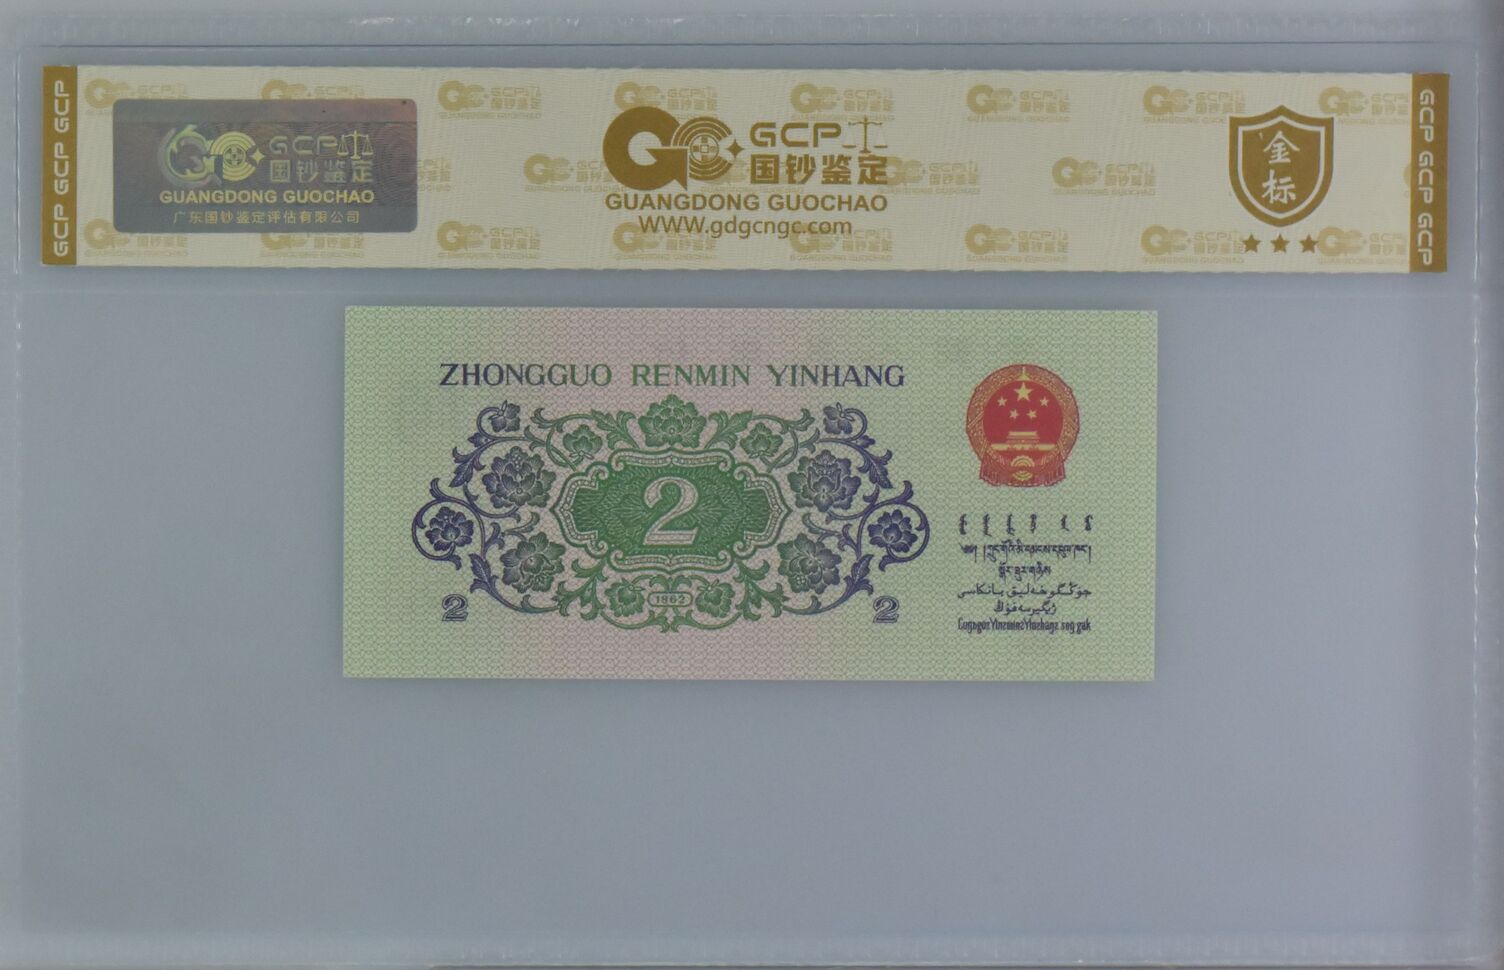 GCP GCP GCP
GCP
国钞鉴定
GUANGDONG GUOCHAO
广东国钞鉴定评估有限公司
GCP
国钞鉴定
GUANGDONG GUOCHAO
www.gdgcngc.com
金标
GCP GCP GCP
ZHONGGUO RENMIN YINHANG
2
1962
2
2